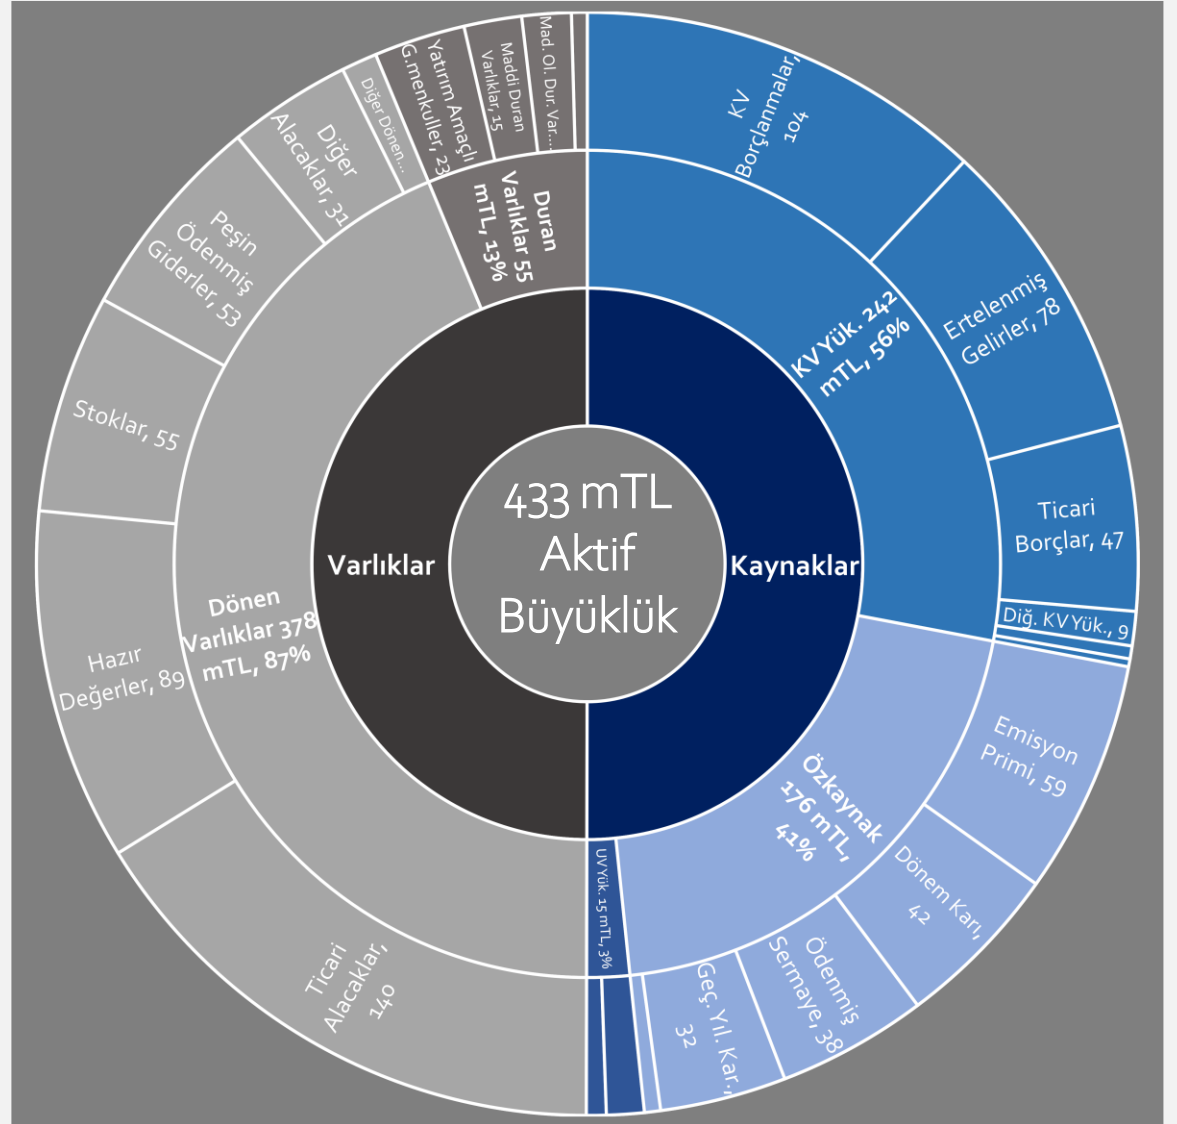 433 mTL
Aktif
Büyüklük
Kaynaklar
KV Yük. 242
mTL, 56%
KV
Borçlanmalar,
104
Ertelenmiş
Gelirler, 78
Ticari
Borçlar, 47
Diğ. KV Yük., 9
Özkaynak
176 mTL,
41%
Emisyon
Primi, 59
Dönem Karı,
42
Ödenmiş
Sermaye, 38
Geç. Yıl. Kar.,
32
UV Yük. 15 mTL, 3%
Varlıklar
Dönen
Varlıklar 378
mTL, 87%
Ticari
Alacaklar,
140
Hazır
Değerler, 89
Stoklar, 55
Peşin
Ödenmiş
Giderler, 53
Diğer
Alacaklar, 31
Diğer Dönen...
Duran
Varlıklar 55
mTL, 13%
Yatırım Amaçlı
G.menkuller, 23
Maddi Duran
Varlıklar, 15
Mad. Ol. Dur. Var....